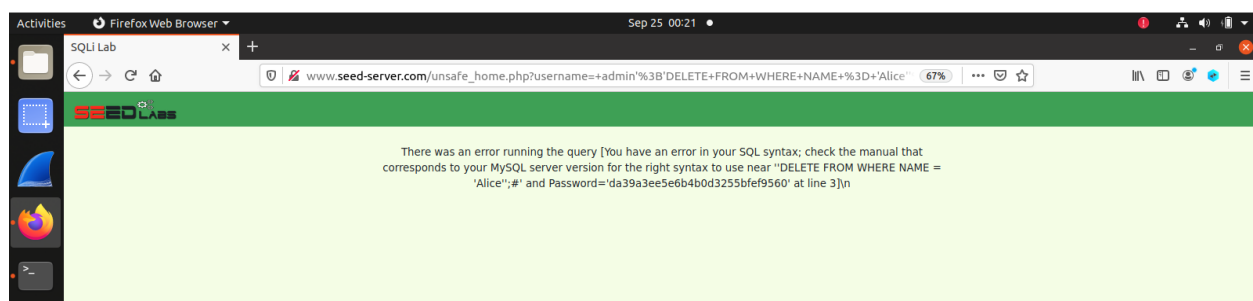 Activities Firefox Web Browser Sep 25 00:21
SQLi Lab
www.seed-server.com/unsafe_home.php?username=+admin'%3B'DELETE+FROM+WHERE+NAME+%3D+'Alice'' 67%
SEED LABS
There was an error running the query [You have an error in your SQL syntax; check the manual that
corresponds to your MySQL server version for the right syntax to use near ''DELETE FROM WHERE NAME =
'Alice'';#' and Password='da39a3ee5e6b4b0d3255bfef9560' at line 3]\n